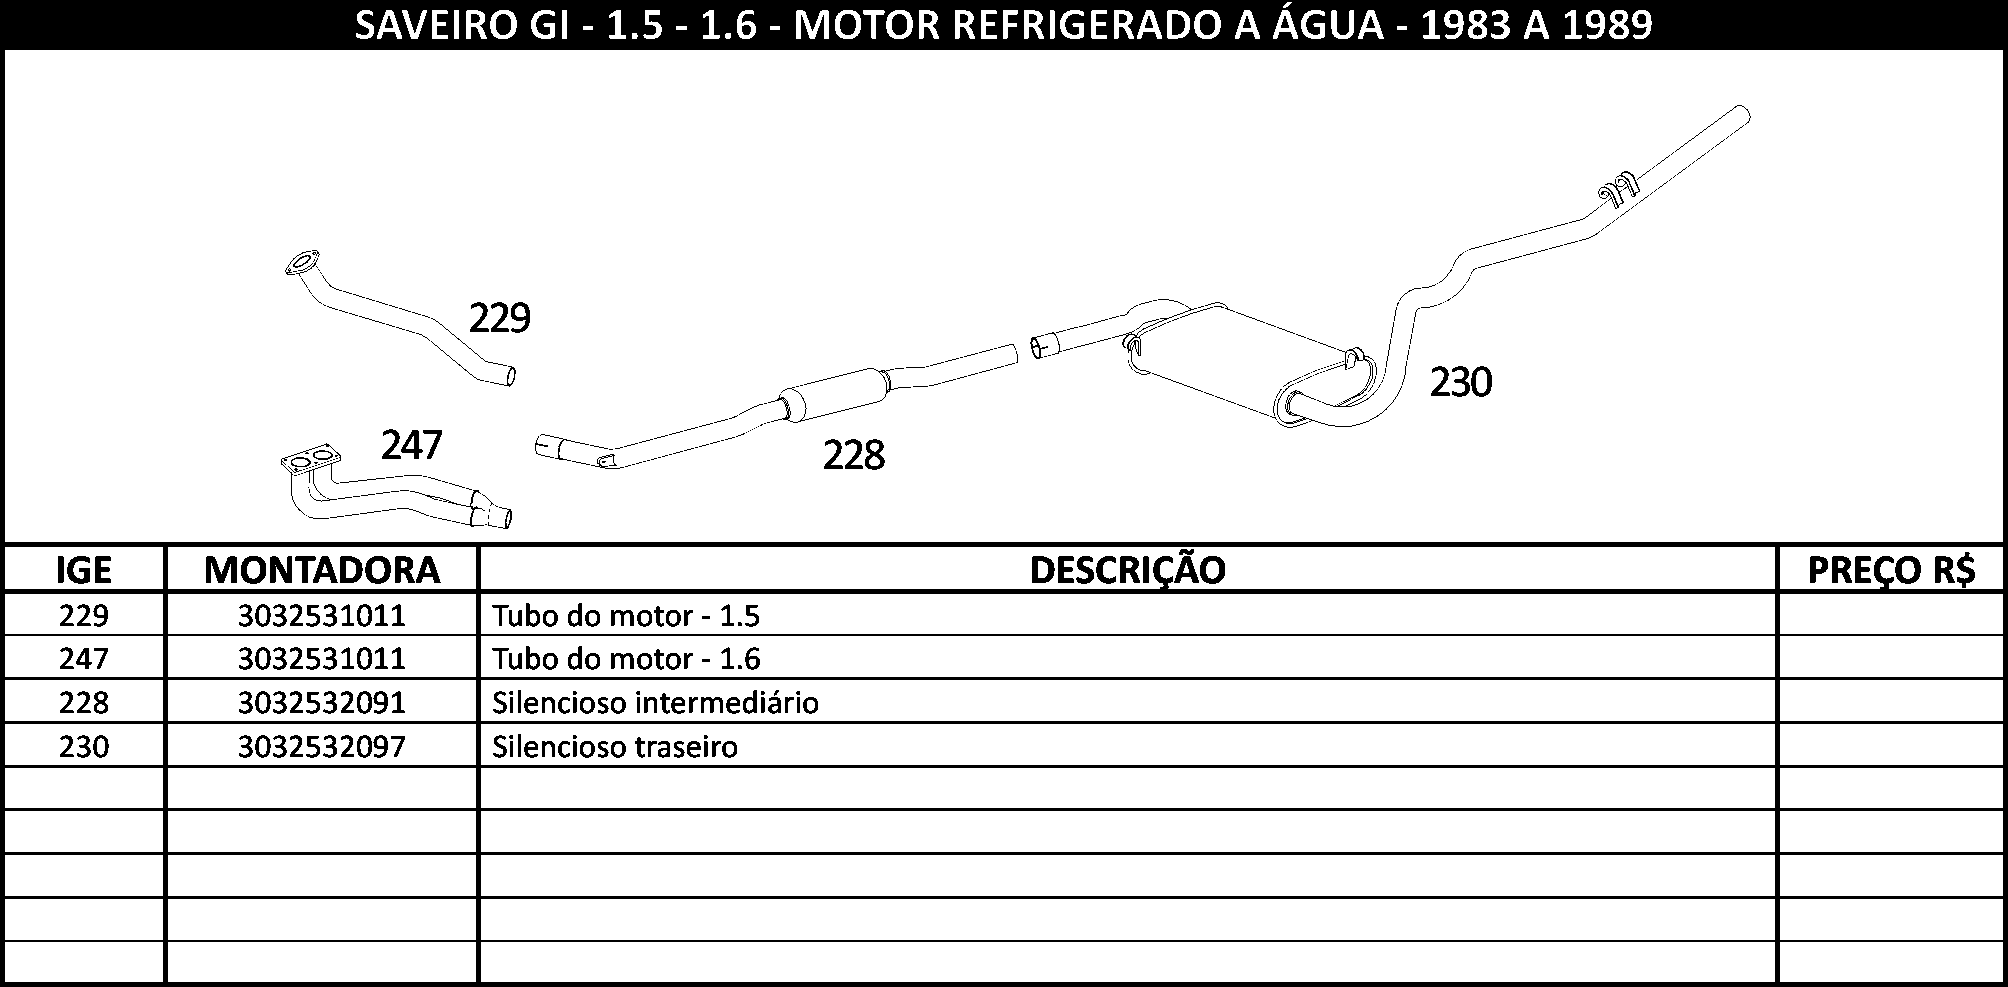 SAVEIRO GI - 1.5 - 1.6 - MOTOR REFRIGERADO A ÁGUA - 1983 A 1989
229
230
247
228
IGE MONTADORA DESCRIÇÃO PREÇO R$
229 3032531011 Tubo do motor - 1.5
247 3032531011 Tubo do motor - 1.6
228 3032532091 Silencioso intermediário
230 3032532097 Silencioso traseiro